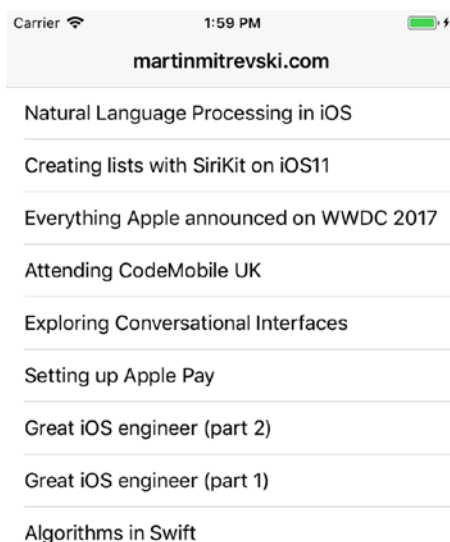 Carrier 1:59 PM
martinmitrevski.com
Natural Language Processing in iOS
Creating lists with SiriKit on iOS11
Everything Apple announced on WWDC 2017
Attending CodeMobile UK
Exploring Conversational Interfaces
Setting up Apple Pay
Great iOS engineer (part 2)
Great iOS engineer (part 1)
Algorithms in Swift